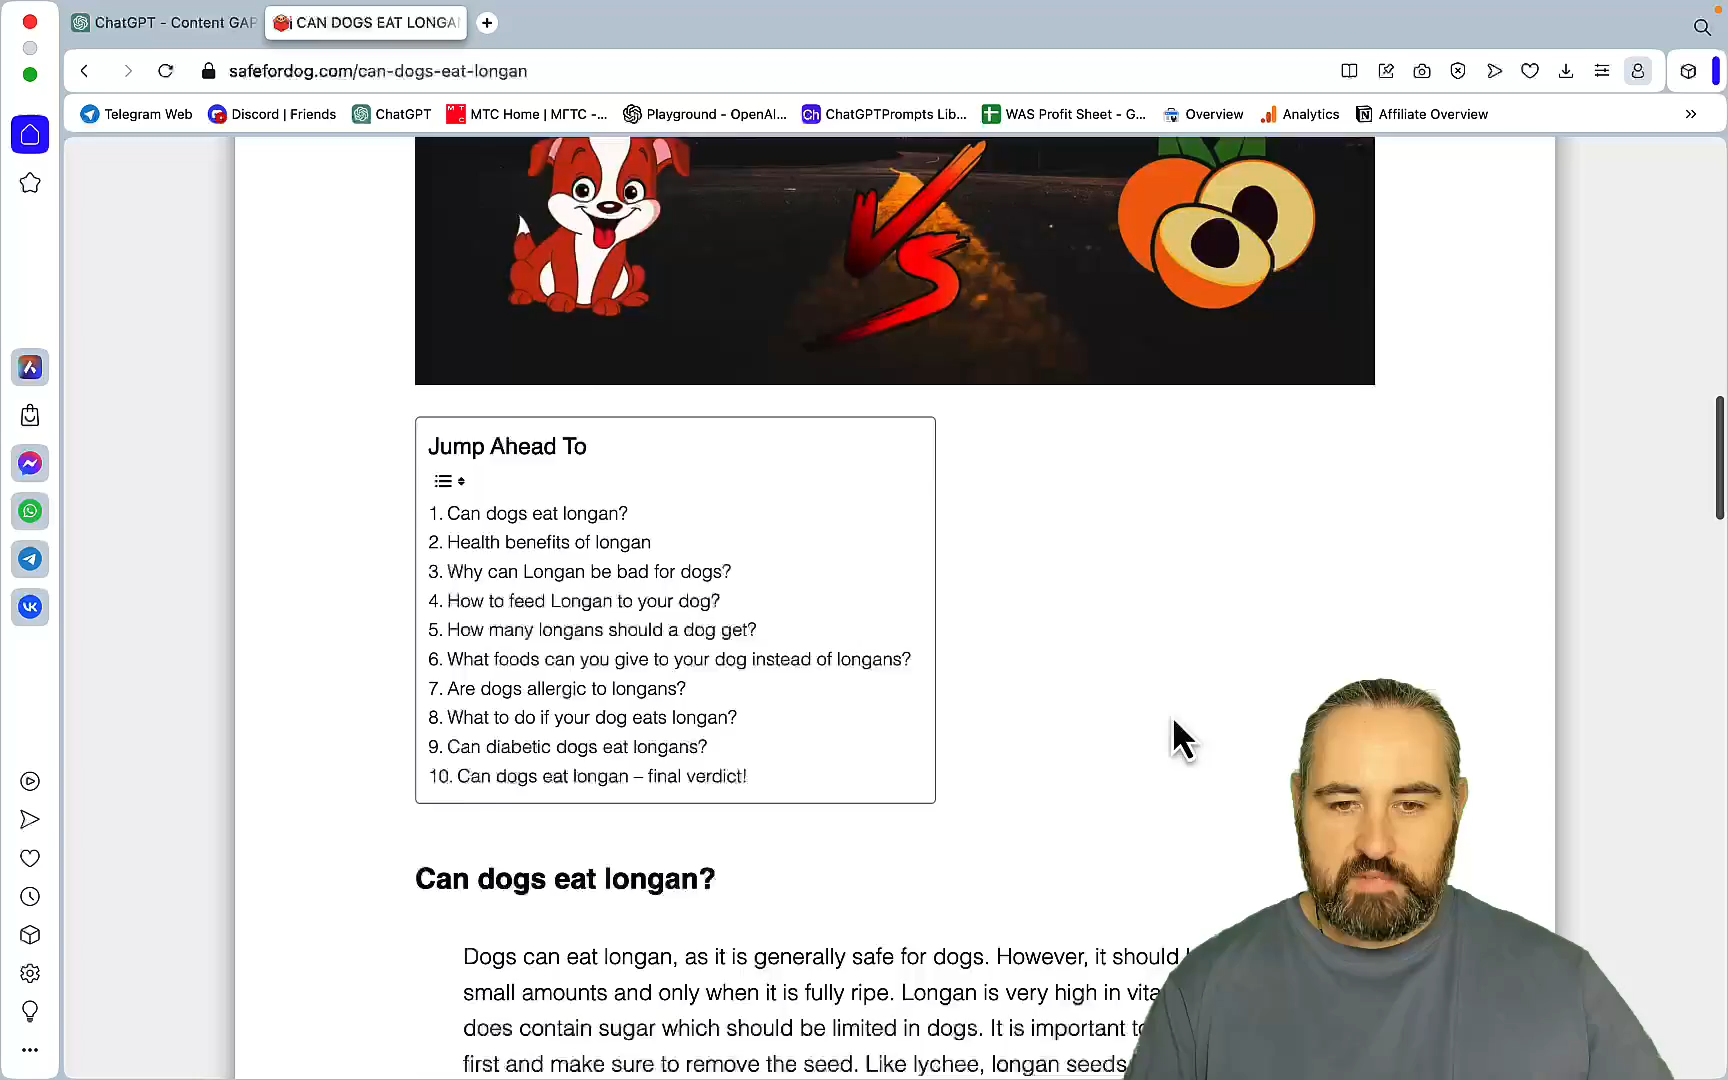 ChatGPT - Content GAP
CAN DOGS EAT LONGA
safefordog.com/can-dogs-eat-longan
Telegram Web
Discord | Friends
ChatGPT
MTC Home | МГТС -...
Playground - OpenAI...
Ch
ChatGPTPrompts Lib...
WAS Profit Sheet - G...
Overview
Analytics
Affiliate Overview
VS
Jump Ahead To
1. Can dogs eat longan?
2. Health benefits of longan
3. Why can Longan be bad for dogs?
4. How to feed Longan to your dog?
5. How many longans should a dog get?
6. What foods can you give to your dog instead of longans?
7. Are dogs allergic to longans?
8. What to do if your dog eats longan?
9. Can diabetic dogs eat longans?
10. Can dogs eat longan – final verdict!
Can dogs eat longan?
Dogs can eat longan, as it is generally safe for dogs. However, it should
small amounts and only when it is fully ripe. Longan is very high in
does contain sugar which should be limited in dogs. It is important
first and make sure to remove the seed. Like lychee, longan seeds